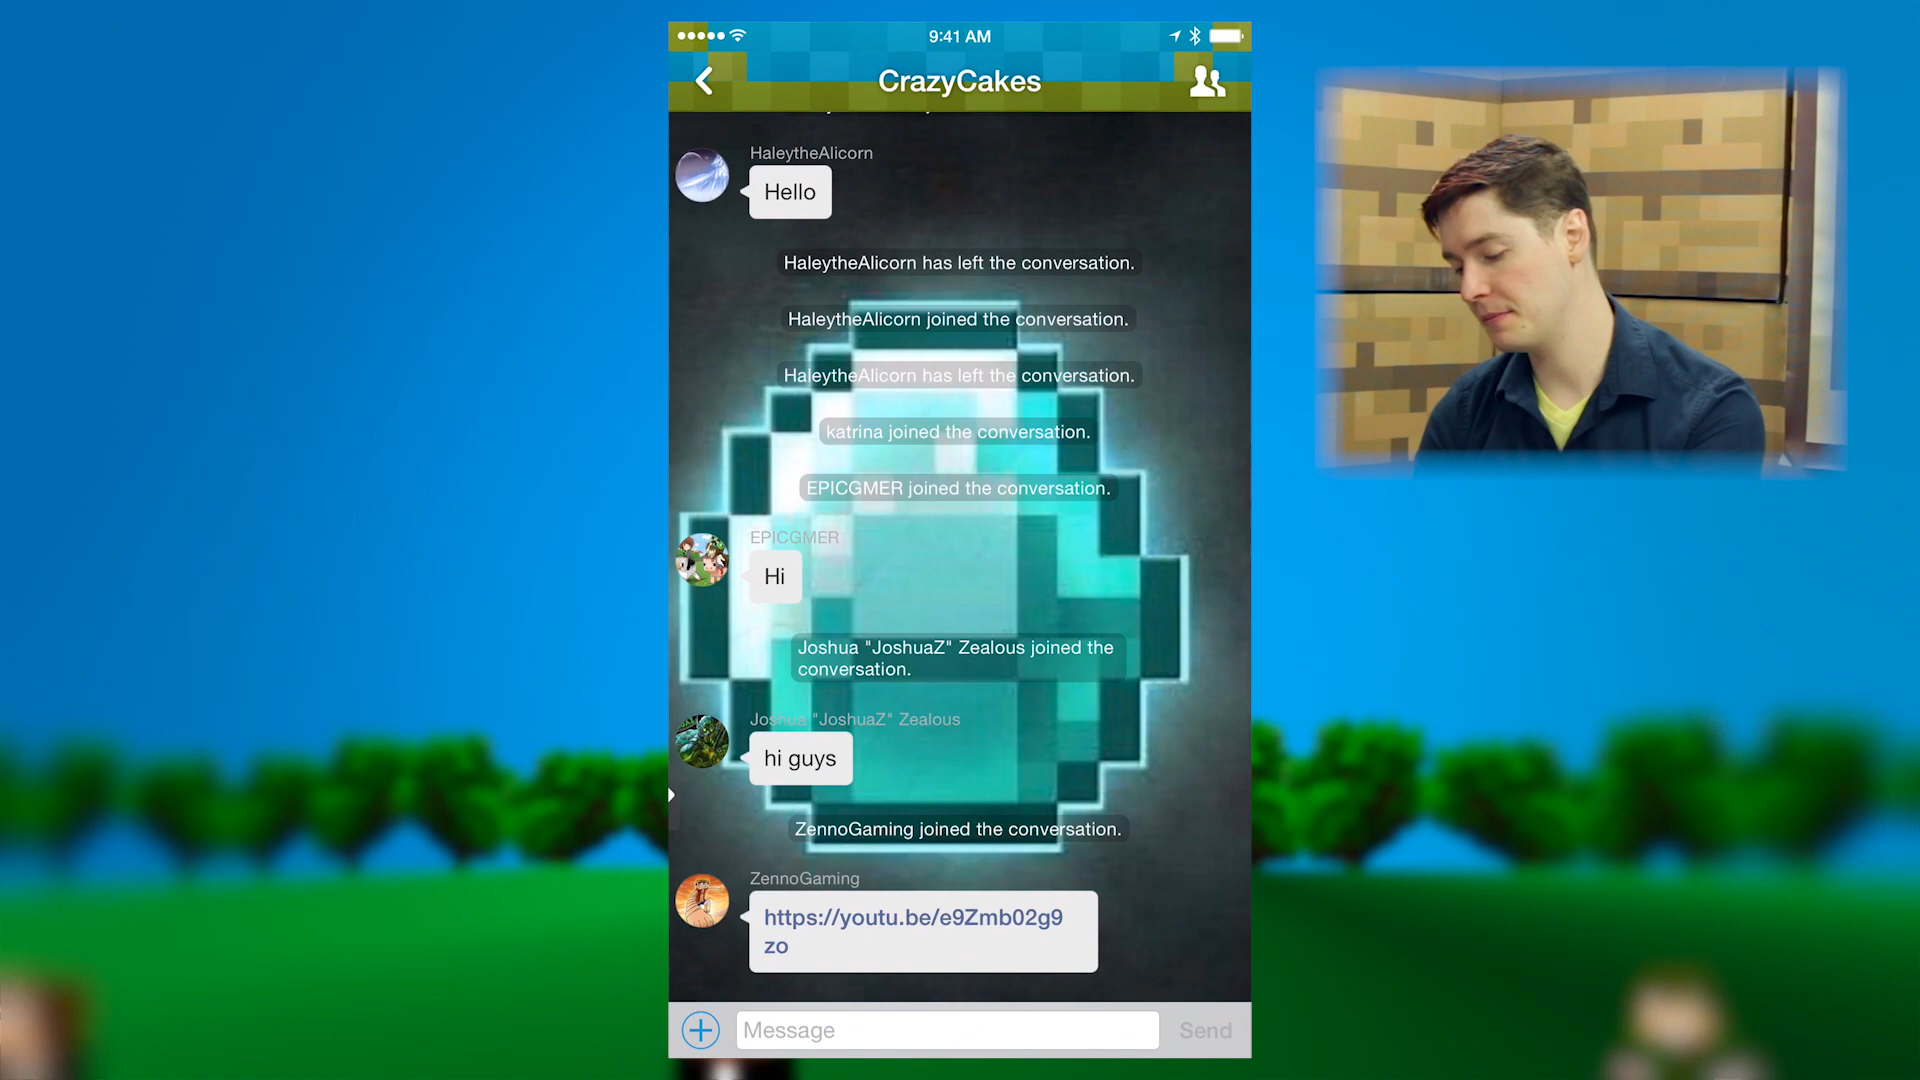 9:41 AM
CrazyCakes
HaleytheAlicorn
Hello
HaleytheAlicorn has left the conversation.
HaleytheAlicorn joined the conversation.
HaleytheAlicorn has left the conversation.
katrina joined the conversation.
EPICGMER joined the conversation.
EPICGMER
Hi
Joshua "JoshuaZ" Zealous joined the
conversation.
Joshua "JoshuaZ" Zealous
hi guys
ZennoGaming joined the conversation.
ZennoGaming
https://youtu.be/e9Zmb02g9
zo
Message
Send